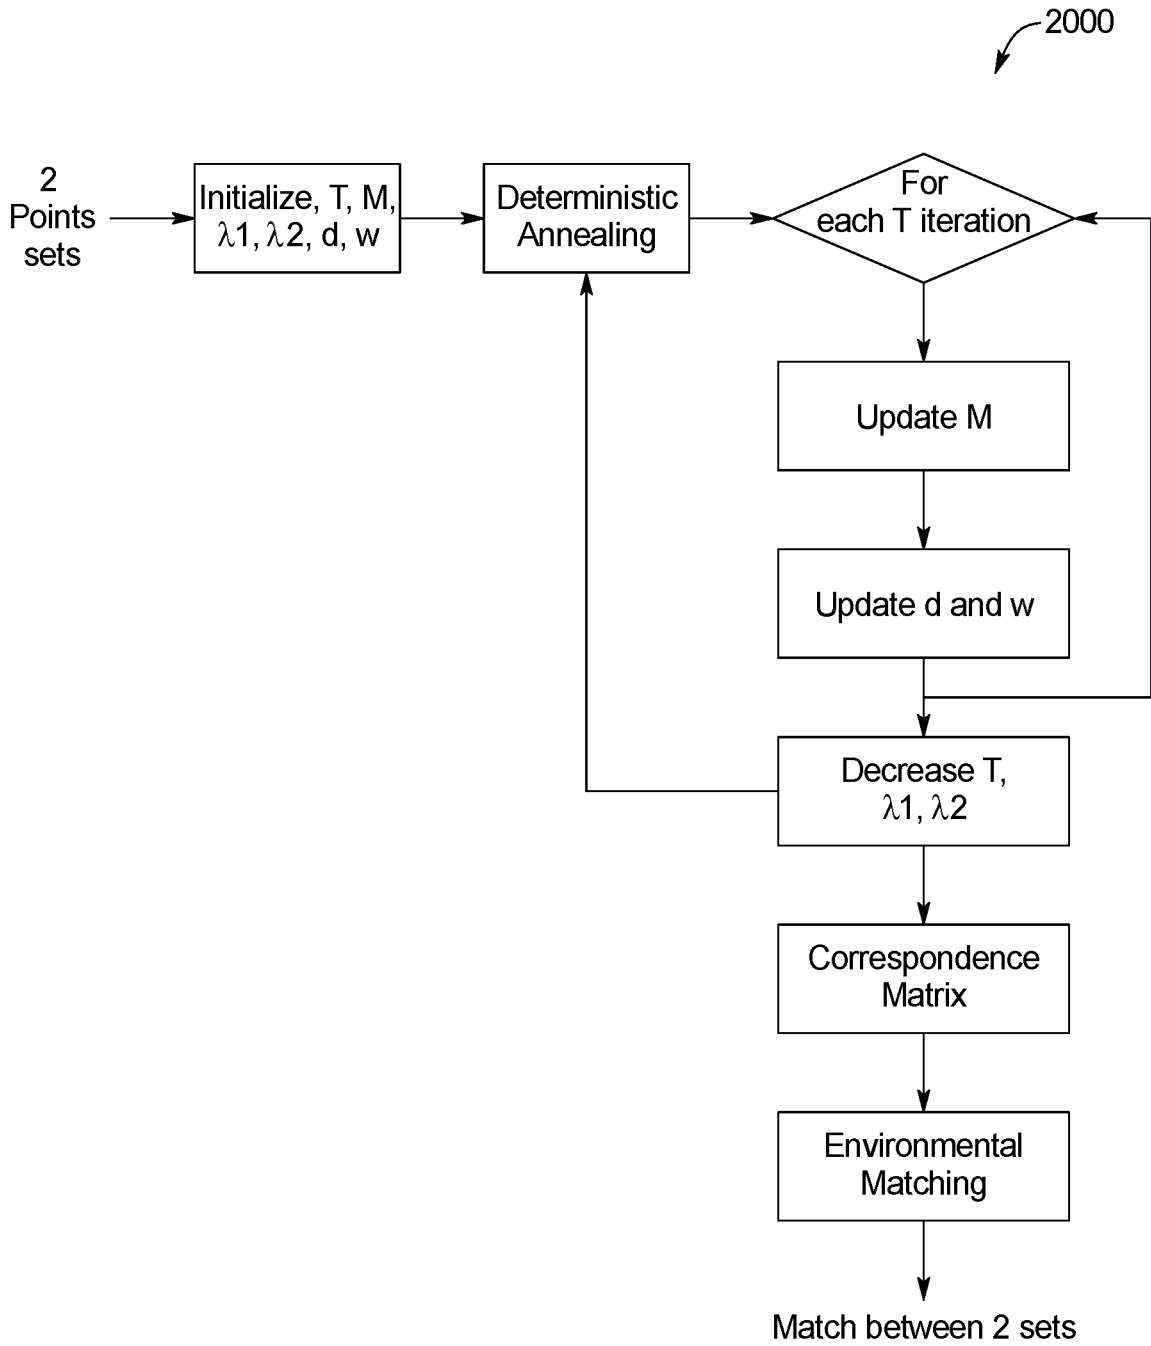 2000
2
Points
sets
Initialize, T, M,
λ1, λ2, d, w
Deterministic
Annealing
For
each T iteration
Update M
Update d and w
Decrease T,
λ1, λ2
Correspondence
Matrix
Environmental
Matching
Match between 2 sets